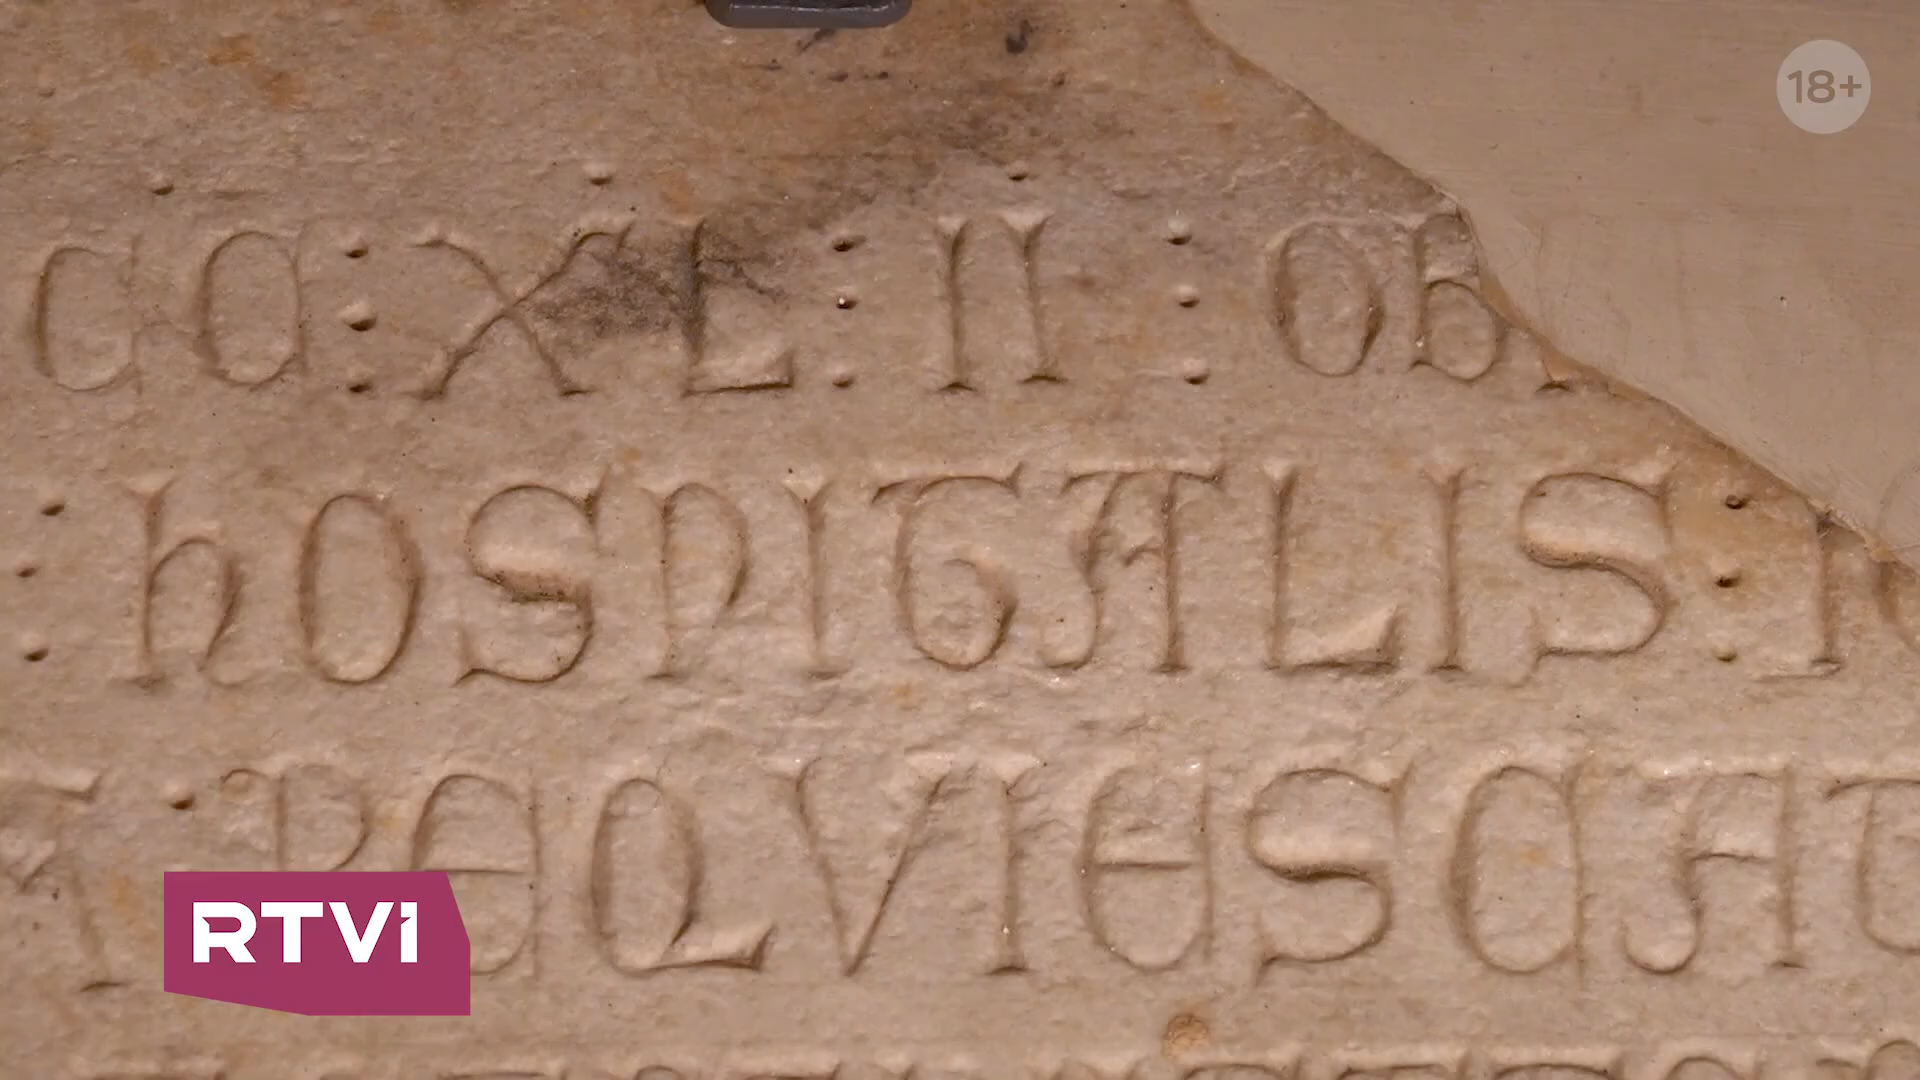 18+
CC⫶XL⫶II⫶OB
⫶hOSPITALIS⫶
REQVIESCAT
RTVi